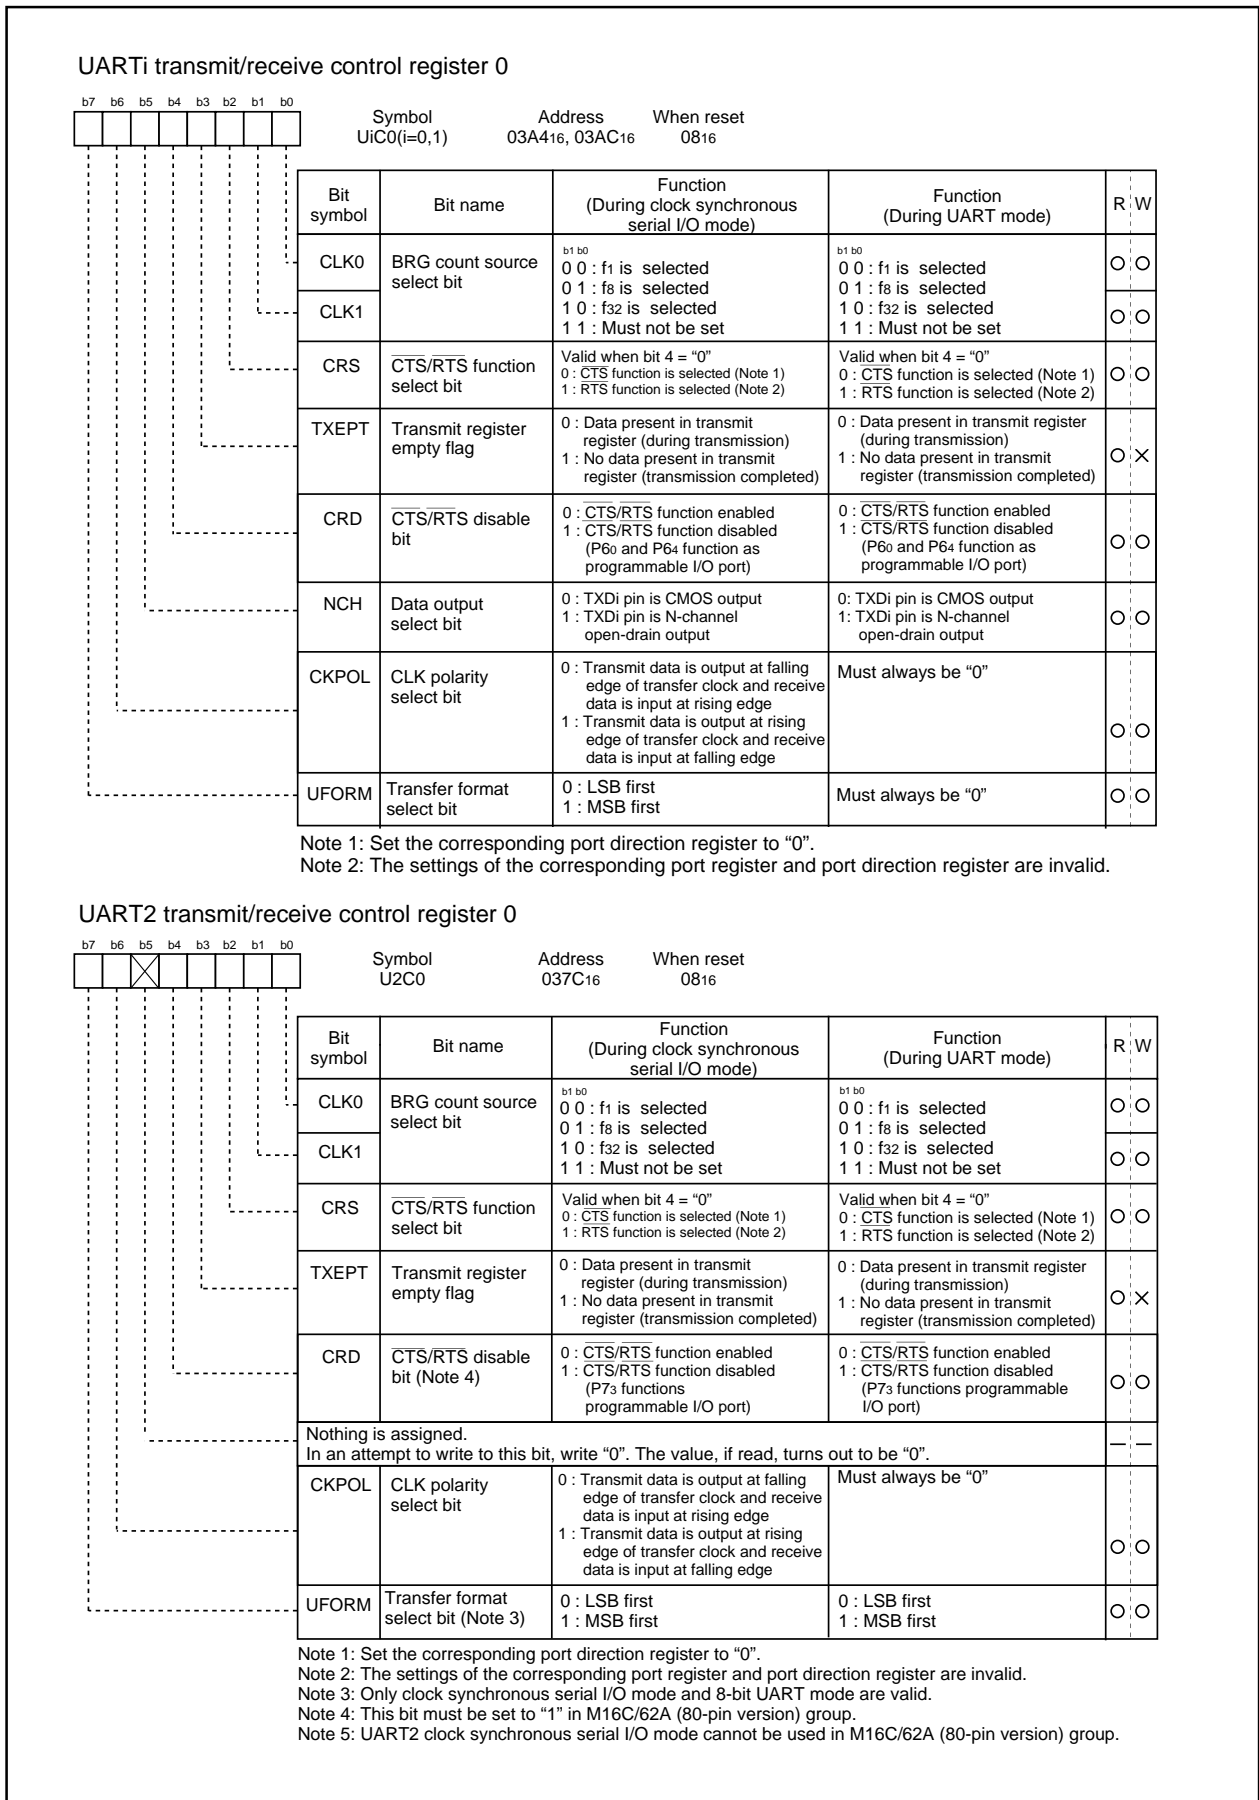 UARTi transmit/receive control register 0
b7 b6 b5 b4 b3 b2 b1 b0
Symbol Address When reset
UiC0(i=0,1) 03A416, 03AC16 0816
Bit symbol Bit name Function (During clock synchronous serial I/O mode) Function (During UART mode) R W
CLK0 BRG count source select bit
CLK1
b1 b0
0 0 : f1 is selected
0 1 : f8 is selected
1 0 : f32 is selected
1 1 : Must not be set
b1 b0
0 0 : f1 is selected
0 1 : f8 is selected
1 0 : f32 is selected
1 1 : Must not be set
CRS CTS/RTS function select bit
Valid when bit 4 = “0”
0 : CTS function is selected (Note 1)
1 : RTS function is selected (Note 2)
Valid when bit 4 = “0”
0 : CTS function is selected (Note 1)
1 : RTS function is selected (Note 2)
TXEPT Transmit register empty flag
0 : Data present in transmit
register (during transmission)
1 : No data present in transmit
register (transmission completed)
0 : Data present in transmit register
(during transmission)
1 : No data present in transmit
register (transmission completed)
CRD CTS/RTS disable bit
0 : CTS/RTS function enabled
1 : CTS/RTS function disabled
(P60 and P64 function as
programmable I/O port)
0 : CTS/RTS function enabled
1 : CTS/RTS function disabled
(P60 and P64 function as
programmable I/O port)
NCH Data output select bit
0 : TXDi pin is CMOS output
1 : TXDi pin is N-channel
open-drain output
0: TXDi pin is CMOS output
1: TXDi pin is N-channel
open-drain output
CKPOL CLK polarity select bit
0 : Transmit data is output at falling
edge of transfer clock and receive
data is input at rising edge
1 : Transmit data is output at rising
edge of transfer clock and receive
data is input at falling edge
Must always be “0”
UFORM Transfer format select bit
0 : LSB first
1 : MSB first
Must always be “0”
Note 1: Set the corresponding port direction register to “0”.
Note 2: The settings of the corresponding port register and port direction register are invalid.
UART2 transmit/receive control register 0
b7 b6 b5 b4 b3 b2 b1 b0
Symbol Address When reset
U2C0 037C16 0816
Bit symbol Bit name Function (During clock synchronous serial I/O mode) Function (During UART mode) R W
CLK0 BRG count source select bit
CLK1
b1 b0
0 0 : f1 is selected
0 1 : f8 is selected
1 0 : f32 is selected
1 1 : Must not be set
b1 b0
0 0 : f1 is selected
0 1 : f8 is selected
1 0 : f32 is selected
1 1 : Must not be set
CRS CTS/RTS function select bit
Valid when bit 4 = “0”
0 : CTS function is selected (Note 1)
1 : RTS function is selected (Note 2)
Valid when bit 4 = “0”
0 : CTS function is selected (Note 1)
1 : RTS function is selected (Note 2)
TXEPT Transmit register empty flag
0 : Data present in transmit
register (during transmission)
1 : No data present in transmit
register (transmission completed)
0 : Data present in transmit register
(during transmission)
1 : No data present in transmit
register (transmission completed)
CRD CTS/RTS disable bit (Note 4)
0 : CTS/RTS function enabled
1 : CTS/RTS function disabled
(P73 functions
programmable I/O port)
0 : CTS/RTS function enabled
1 : CTS/RTS function disabled
(P73 functions programmable
I/O port)
Nothing is assigned.
In an attempt to write to this bit, write “0”. The value, if read, turns out to be “0”.
CKPOL CLK polarity select bit
0 : Transmit data is output at falling
edge of transfer clock and receive
data is input at rising edge
1 : Transmit data is output at rising
edge of transfer clock and receive
data is input at falling edge
Must always be “0”
UFORM Transfer format select bit (Note 3)
0 : LSB first
1 : MSB first
0 : LSB first
1 : MSB first
Note 1: Set the corresponding port direction register to “0”.
Note 2: The settings of the corresponding port register and port direction register are invalid.
Note 3: Only clock synchronous serial I/O mode and 8-bit UART mode are valid.
Note 4: This bit must be set to “1” in M16C/62A (80-pin version) group.
Note 5: UART2 clock synchronous serial I/O mode cannot be used in M16C/62A (80-pin version) group.